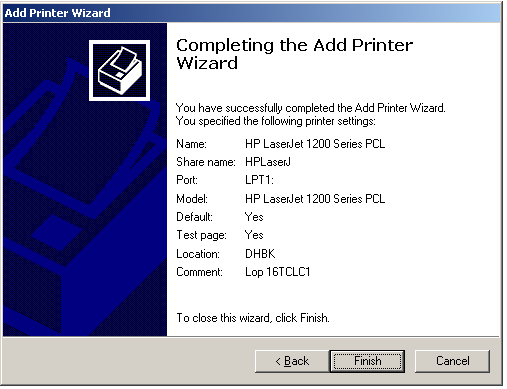 Add Printer Wizard
Completing the Add Printer
Wizard
You have successfully completed the Add Printer Wizard.
You specified the following printer settings:
Name: HP LaserJet 1200 Series PCL
Share name: HPLaserJ
Port: LPT1:
Model: HP LaserJet 1200 Series PCL
Default: Yes
Test page: Yes
Location: DHBK
Comment: Lop 16TCLC1
To close this wizard, click Finish.
< Back Finish Cancel